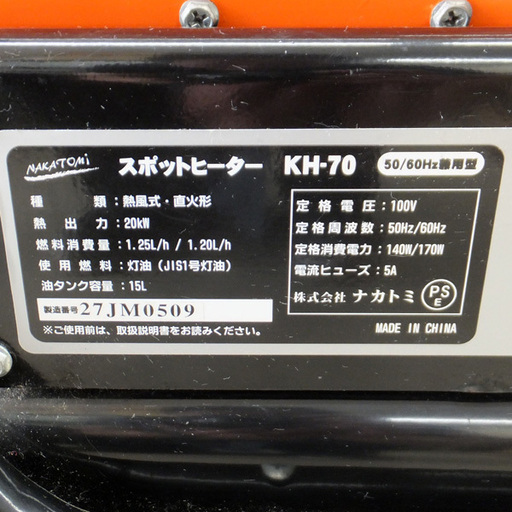 NAKATOMI スポットヒーター KH-70 50/60Hz兼用型
種類：熱風式・直火形
熱出力：20kW
燃料消費量：1.25L/h / 1.20L/h
使用燃料：灯油（JIS1号灯油）
油タンク容量：15L
製造番号 27JM0509
※ご使用前は、取扱説明書をお読みください。
定格電圧：100V
定格周波数：50Hz/60Hz
定格消費電力：140W/170W
電流ヒューズ：5A
株式会社 ナカトミ PSE
MADE IN CHINA